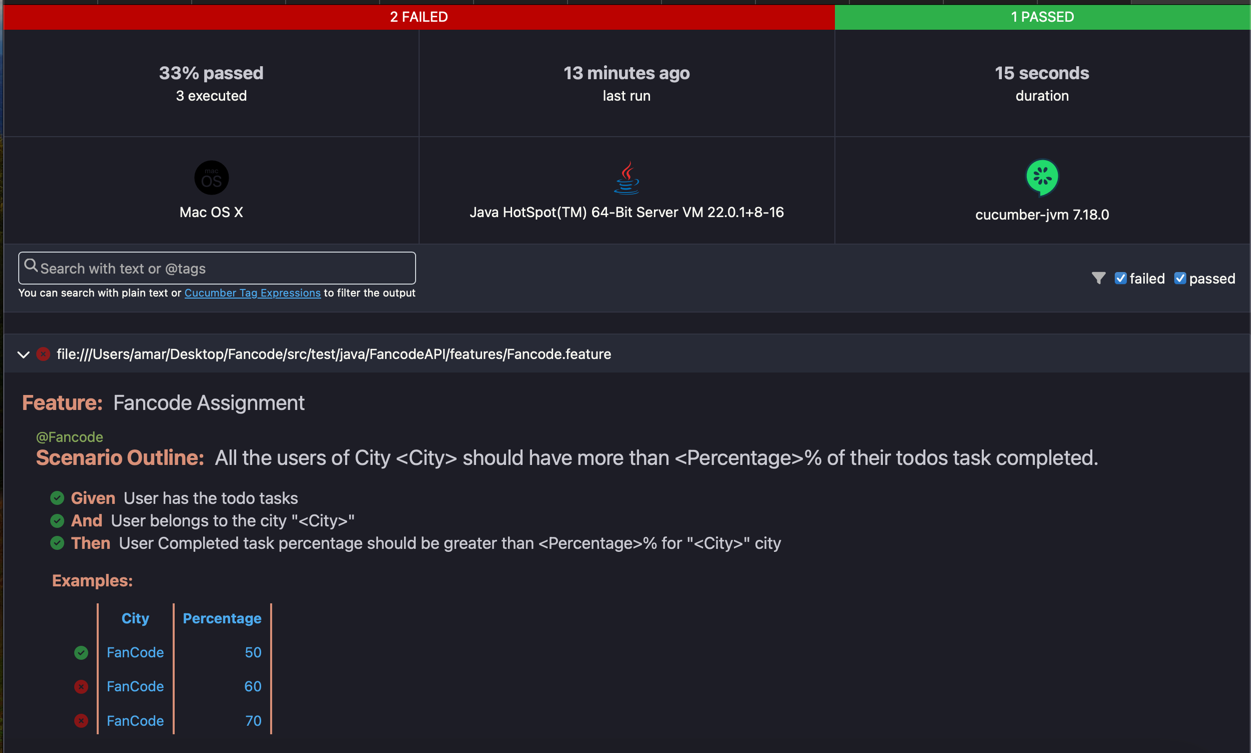 2 FAILED
1 PASSED
33% passed
3 executed
13 minutes ago
last run
15 seconds
duration
mac
OS
Mac OS X
Java HotSpot(TM) 64-Bit Server VM 22.0.1+8-16
cucumber-jvm 7.18.0
Search with text or @tags
You can search with plain text or Cucumber Tag Expressions to filter the output
failed passed
file:///Users/amar/Desktop/Fancode/src/test/java/FancodeAPI/features/Fancode.feature
Feature: Fancode Assignment
@Fancode
Scenario Outline: All the users of City <City> should have more than <Percentage>% of their todos task completed.
Given User has the todo tasks
And User belongs to the city "<City>"
Then User Completed task percentage should be greater than <Percentage>% for "<City>" city
Examples:
City Percentage
FanCode 50
FanCode 60
FanCode 70